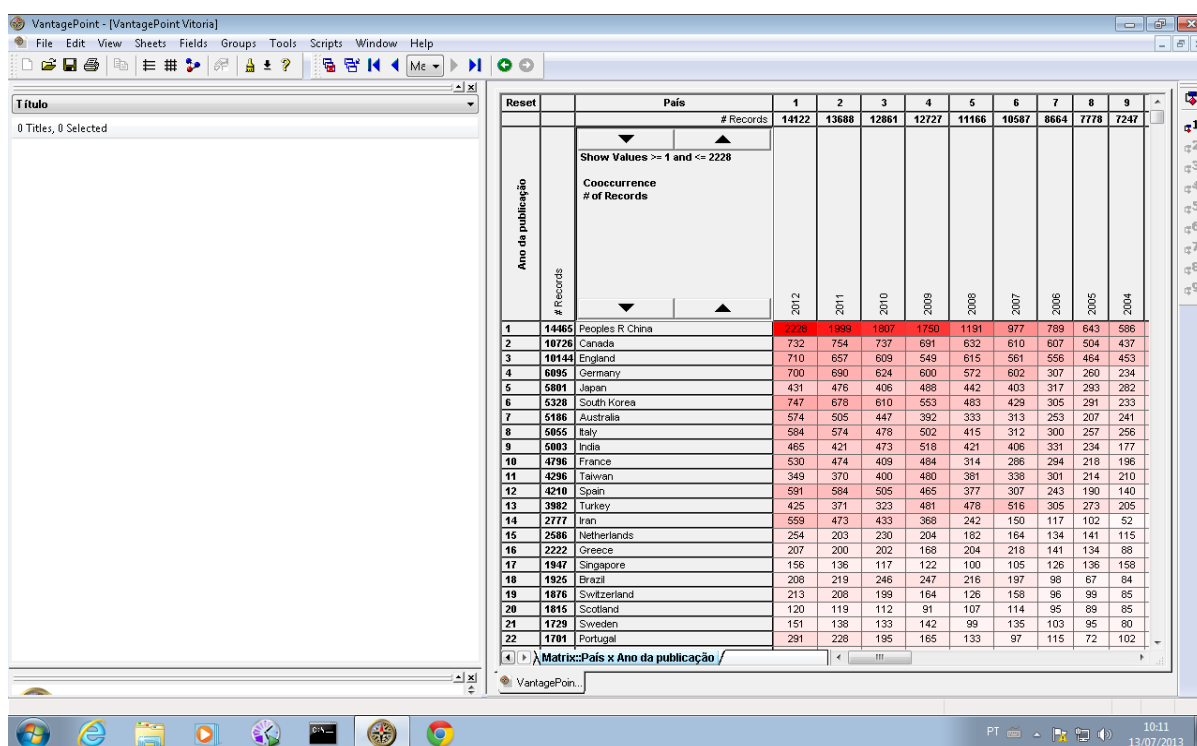 VantagePoint - [VantagePoint Vitoria]
File Edit View Sheets Fields Groups Tools Scripts Window Help
Me
Título
0 Titles, 0 Selected
Reset País 1 2 3 4 5 6 7 8 9
# Records 14122 13688 12861 12727 11166 10587 8664 7778 7247
Show Values >= 1 and <= 2228
Cooccurrence
# of Records
Ano da publicação
# Records
2012 2011 2010 2009 2008 2007 2006 2005 2004
1 14465 Peoples R China 2228 1999 1807 1750 1191 977 789 643 586
2 10726 Canada 732 754 737 691 632 610 607 504 437
3 10144 England 710 657 609 549 615 561 556 464 453
4 6095 Germany 700 690 624 600 572 602 307 260 234
5 5801 Japan 431 476 406 488 442 403 317 293 282
6 5328 South Korea 747 678 610 553 483 429 305 291 233
7 5186 Australia 574 505 447 392 333 313 253 207 241
8 5055 Italy 584 574 478 502 415 312 300 257 256
9 5003 India 465 421 473 518 421 406 331 234 177
10 4796 France 530 474 409 484 314 286 294 218 196
11 4296 Taiwan 349 370 400 480 381 338 301 214 210
12 4210 Spain 591 584 505 465 377 307 243 190 140
13 3982 Turkey 425 371 323 481 478 516 305 273 205
14 2777 Iran 559 473 433 368 242 150 117 102 52
15 2586 Netherlands 254 203 230 204 182 164 134 141 115
16 2222 Greece 207 200 202 168 204 218 141 134 88
17 1947 Singapore 156 136 117 122 100 105 126 136 158
18 1925 Brazil 208 219 246 247 216 197 98 67 84
19 1876 Switzerland 213 208 199 164 126 158 96 99 85
20 1815 Scotland 120 119 112 91 107 114 95 89 85
21 1729 Sweden 151 138 133 142 99 135 103 95 80
22 1701 Portugal 291 228 195 165 133 97 115 72 102
Matrix::País x Ano da publicação
VantagePoin...
PT
10:11
13/07/2013